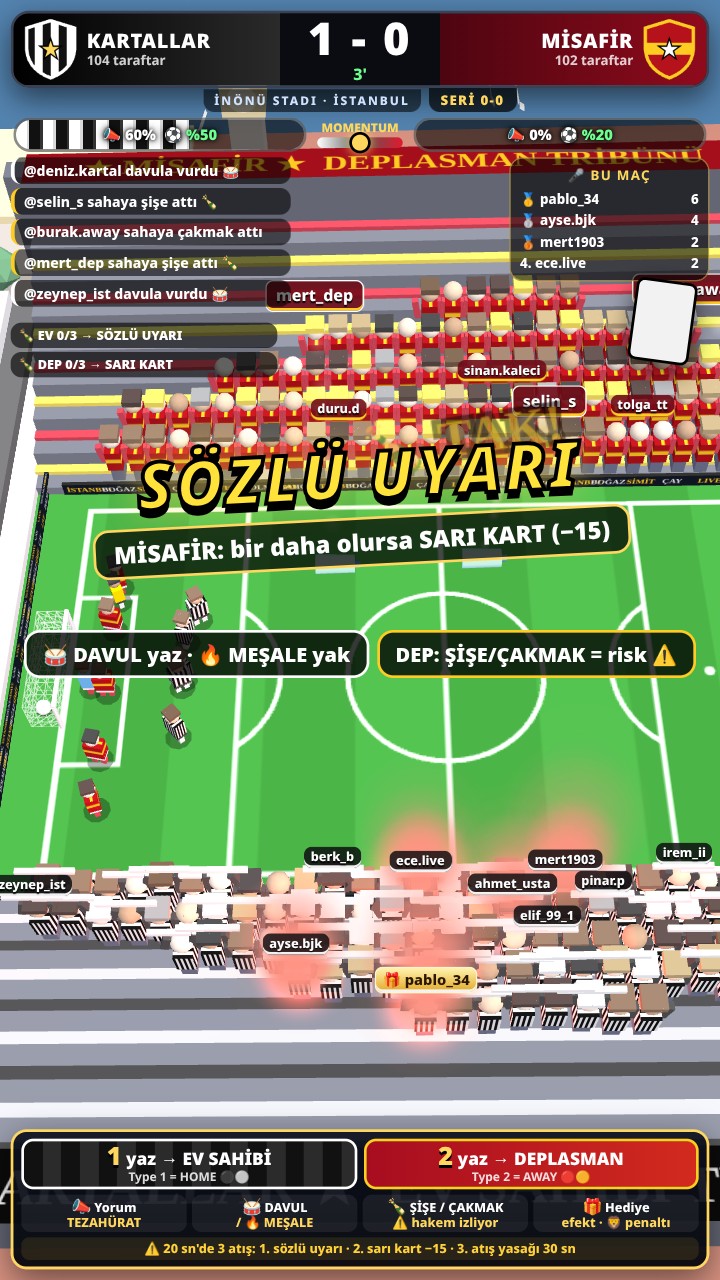 KARTALLAR
104 taraftar
1 - 0
3'
MİSAFİR
102 taraftar
İNÖNÜ STADI · İSTANBUL
SERİ 0-0
60% %50
MOMENTUM
0% %20
MİSAFİR ★ DEPLASMAN TRİBÜNÜ
@deniz.kartal davula vurdu
@selin_s sahaya şişe attı
@burak.away sahaya çakmak attı
@mert_dep sahaya şişe attı
@zeynep_ist davula vurdu
BU MAÇ
pablo_34 6
ayse.bjk 4
mert1903 2
4. ece.live 2
EV 0/3 → SÖZLÜ UYARI
DEP 0/3 → SARI KART
mert_dep
sinan.kaleci
duru.d
selin_s
tolga_tt
TAK!
SÖZLÜ UYARI
MİSAFİR: bir daha olursa SARI KART (−15)
DAVUL yaz · MEŞALE yak
DEP: ŞİŞE/ÇAKMAK = risk
berk_b
ece.live
mert1903
irem_ii
zeynep_ist
ahmet_usta
pinar.p
elif_99_1
ayse.bjk
pablo_34
1 yaz → EV SAHİBİ
Type 1 = HOME
2 yaz → DEPLASMAN
Type 2 = AWAY
Yorum
TEZAHÜRAT
DAVUL
/ MEŞALE
ŞİŞE / ÇAKMAK
hakem izliyor
Hediye
efekt · penaltı
20 sn'de 3 atış: 1. sözlü uyarı · 2. sarı kart −15 · 3. atış yasağı 30 sn